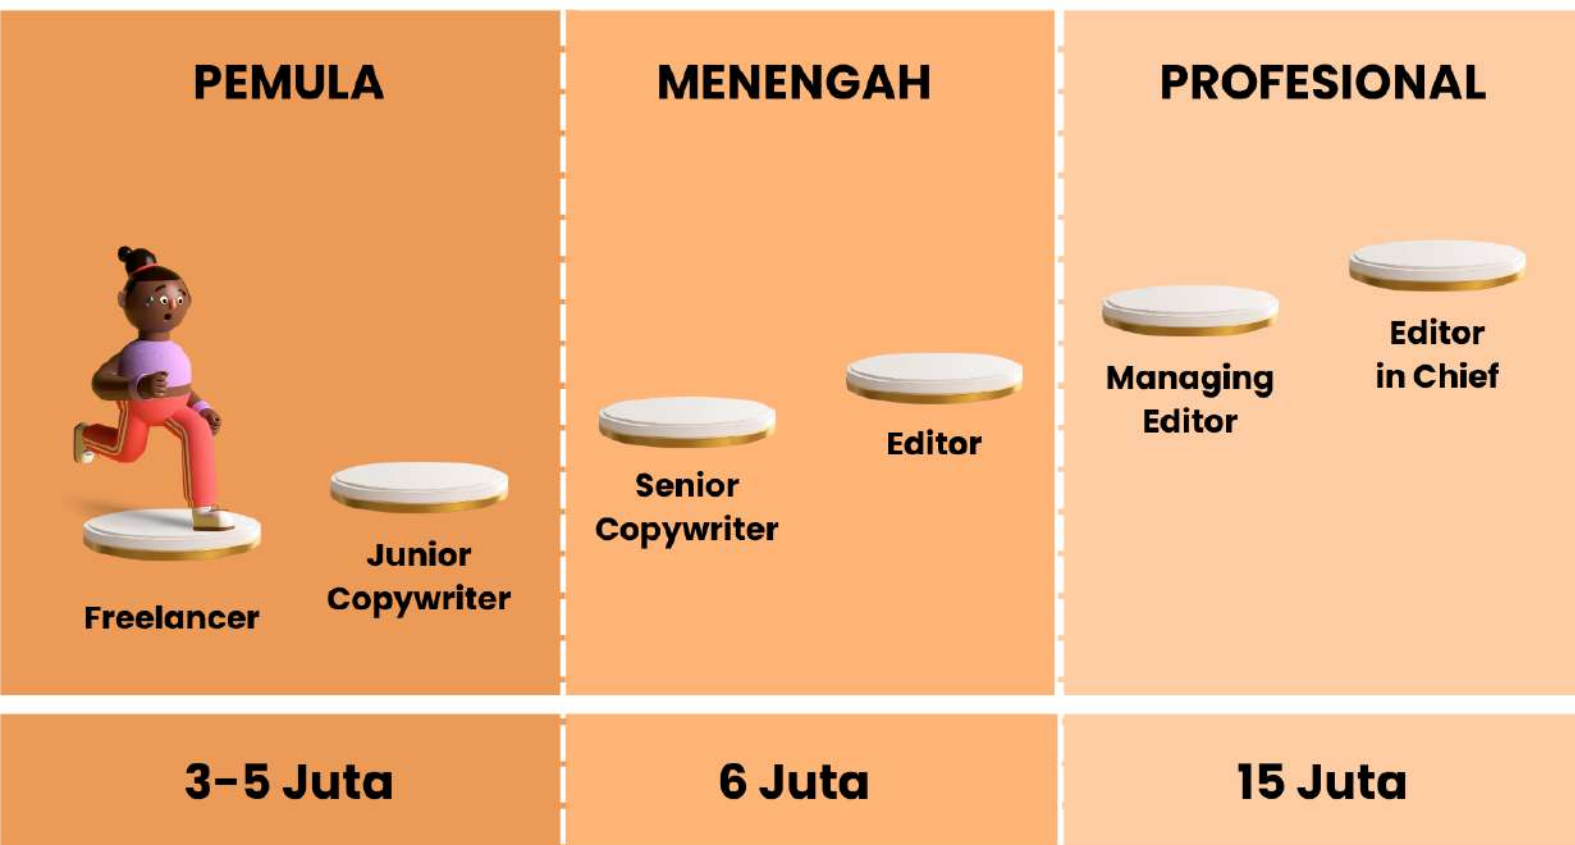 PEMULA
MENENGAH
PROFESIONAL
Freelancer
Junior
Copywriter
Senior
Copywriter
Editor
Managing
Editor
Editor
in Chief
3-5 Juta
6 Juta
15 Juta